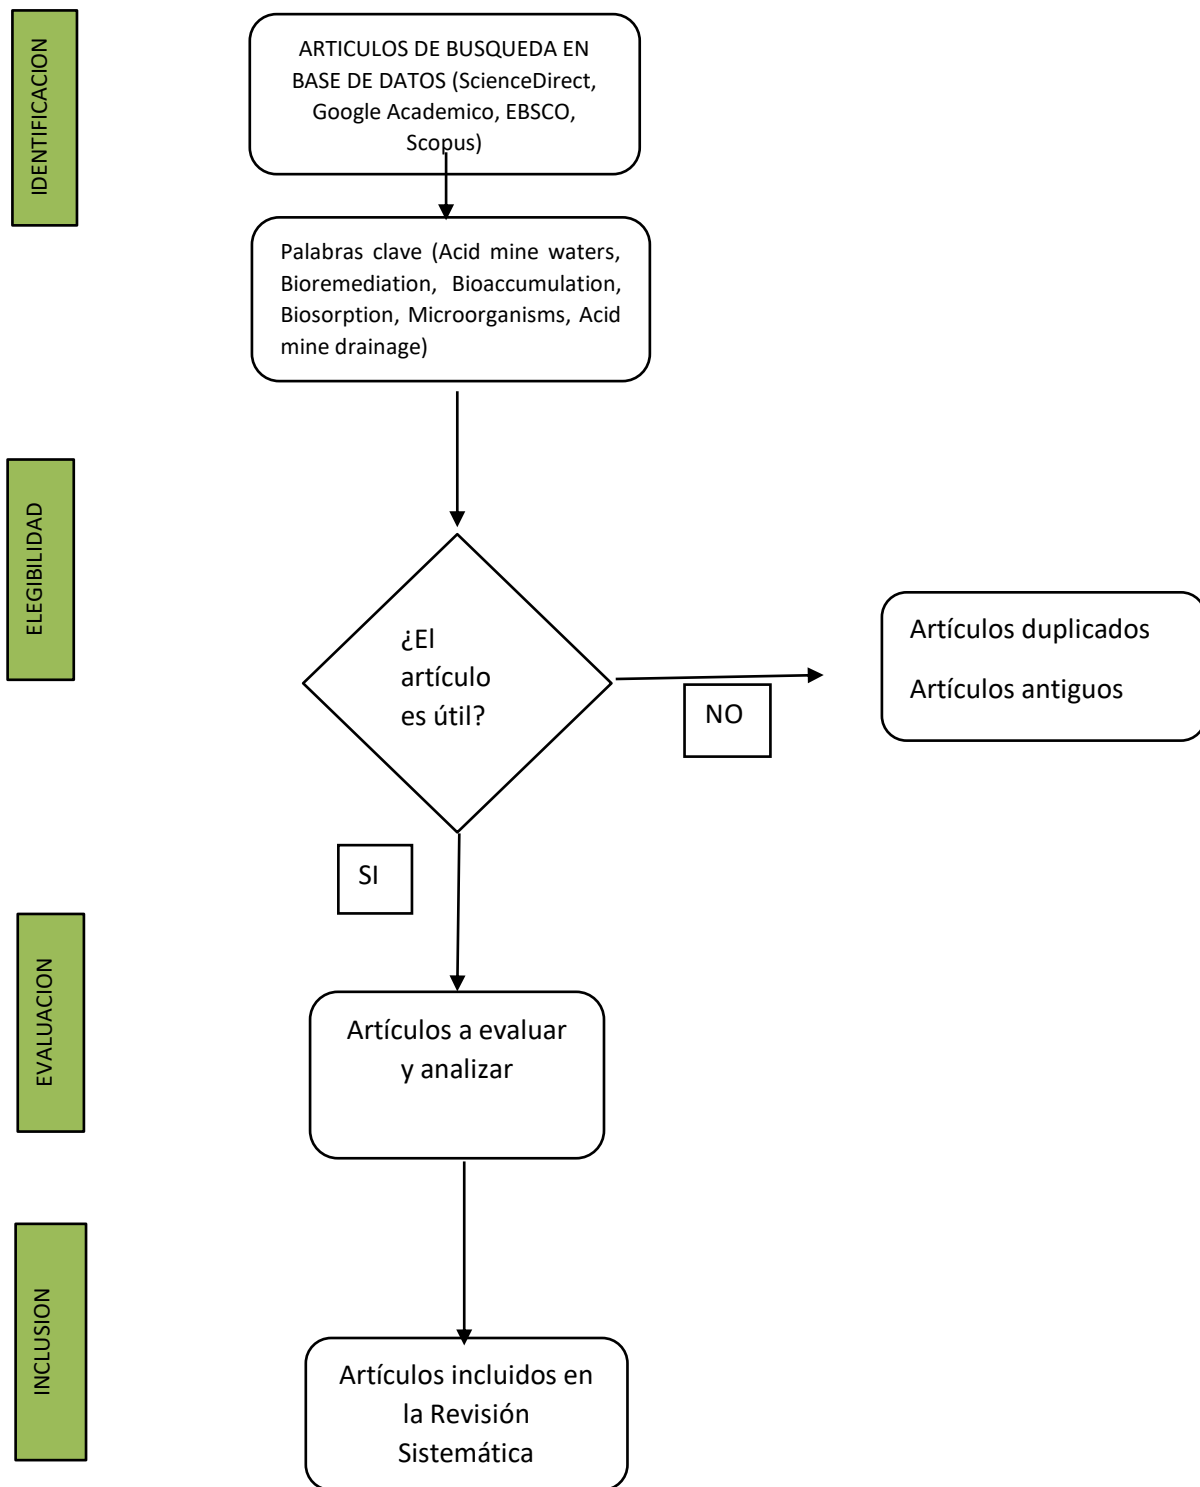 IDENTIFICACION
ARTICULOS DE BUSQUEDA EN
BASE DE DATOS (ScienceDirect,
Google Academico, EBSCO,
Scopus)
Palabras clave (Acid mine waters,
Bioremediation, Bioaccumulation,
Biosorption, Microorganisms, Acid
mine drainage)
ELEGIBILIDAD
¿El
artículo
es útil?
NO
Artículos duplicados
Artículos antiguos
SI
EVALUACION
Artículos a evaluar
y analizar
INCLUSION
Artículos incluidos en
la Revisión
Sistemática